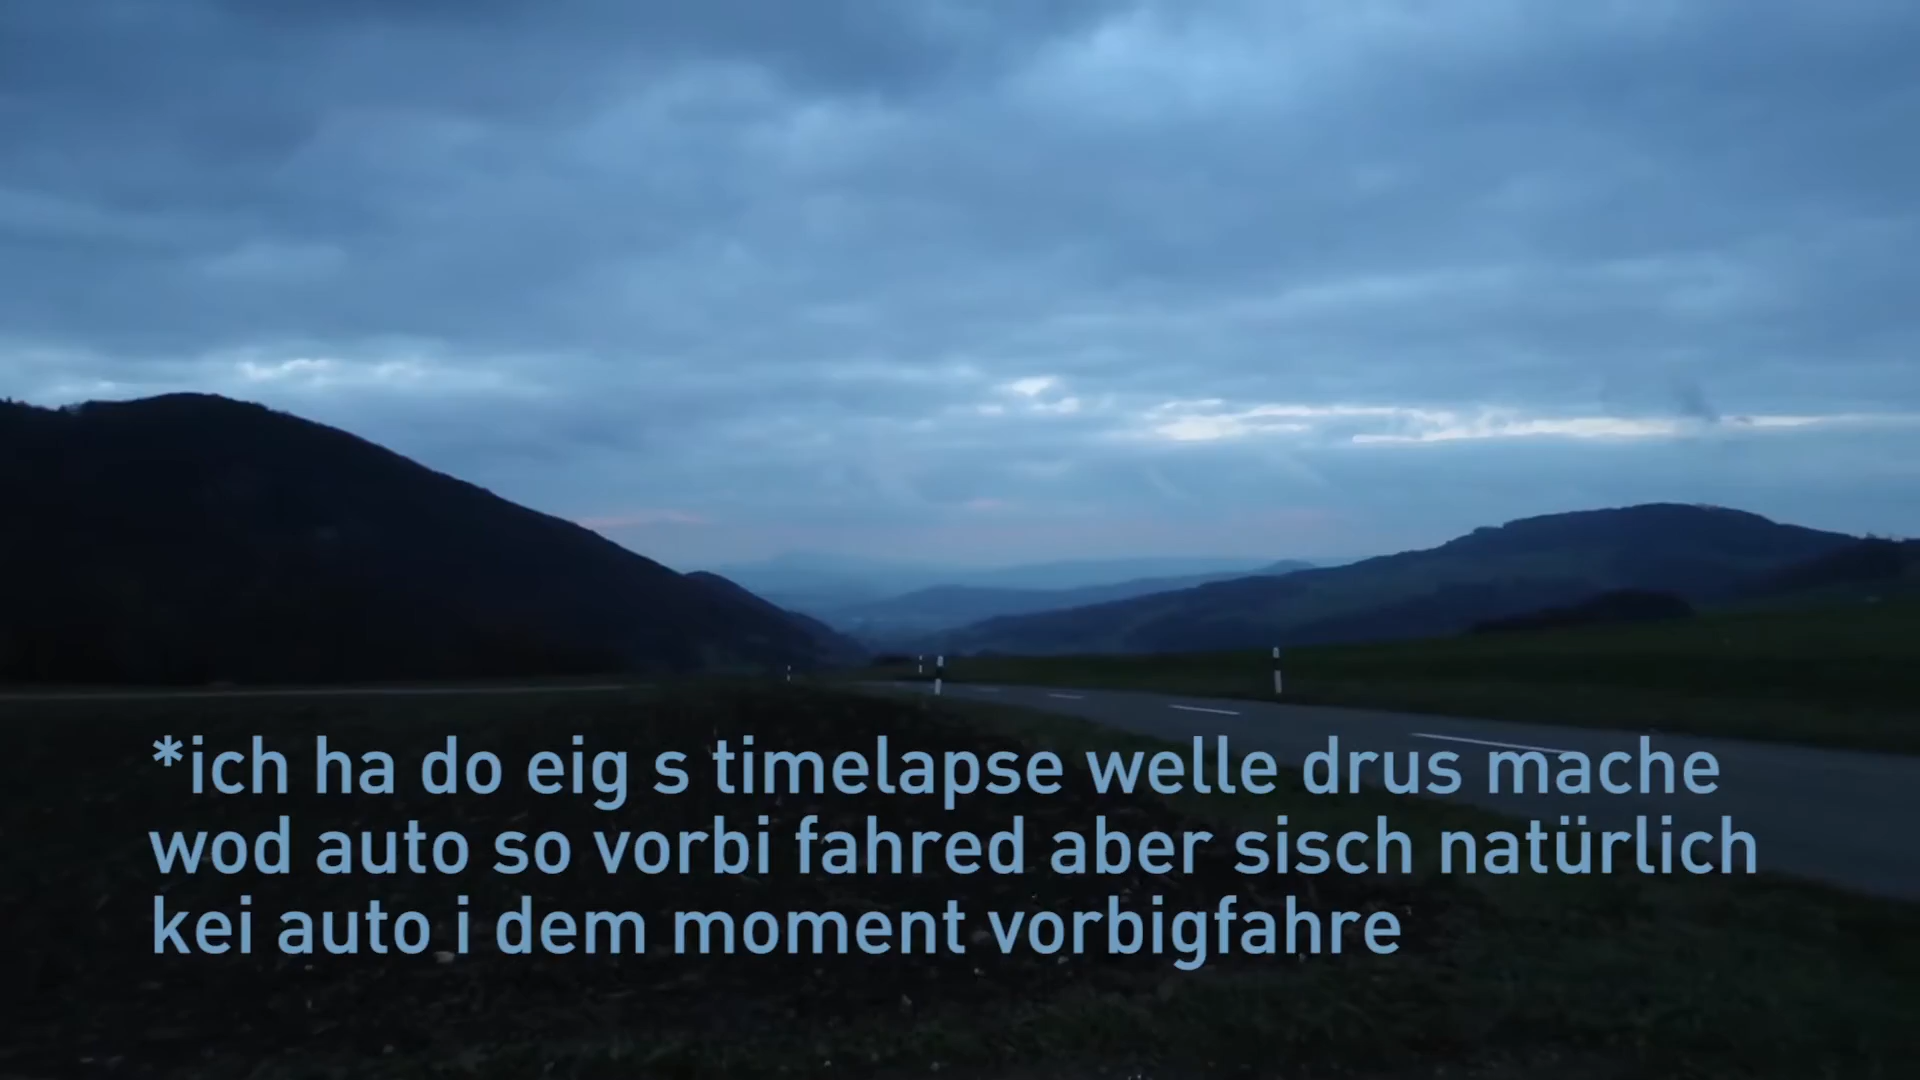 *ich ha do eig s timelapse welle drus mache
wod auto so vorbi fahred aber sisch natürlich
kei auto i dem moment vorbigfahre